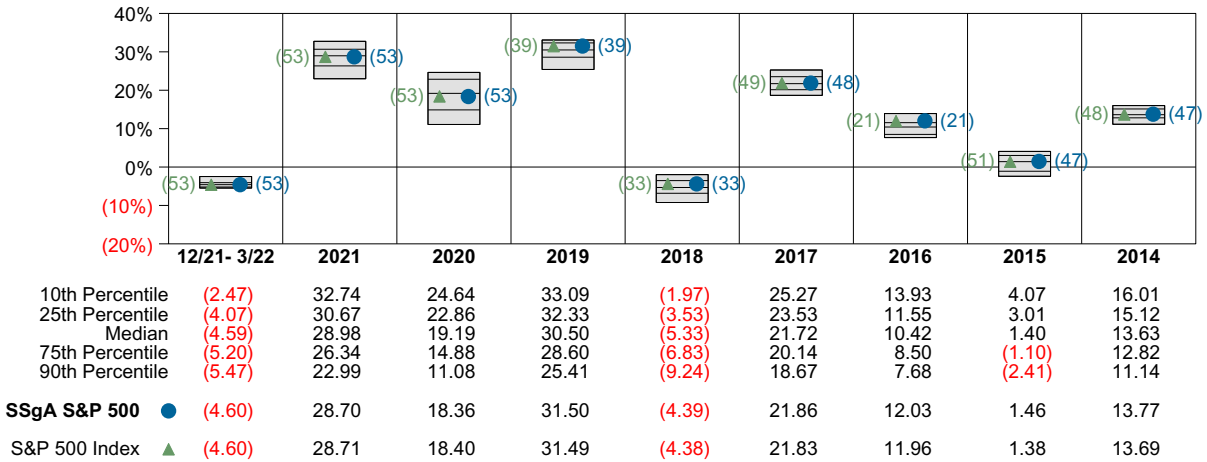 40%
30%
20%
10%
0%
(10%)
(20%)
(53) (53)
(53) (53)
(53) (53)
(39) (39)
(33) (33)
(49) (48)
(21) (21)
(51) (47)
(48) (47)
12/21- 3/22 2021 2020 2019 2018 2017 2016 2015 2014
10th Percentile (2.47) 32.74 24.64 33.09 (1.97) 25.27 13.93 4.07 16.01
25th Percentile (4.07) 30.67 22.86 32.33 (3.53) 23.53 11.55 3.01 15.12
Median (4.59) 28.98 19.19 30.50 (5.33) 21.72 10.42 1.40 13.63
75th Percentile (5.20) 26.34 14.88 28.60 (6.83) 20.14 8.50 (1.10) 12.82
90th Percentile (5.47) 22.99 11.08 25.41 (9.24) 18.67 7.68 (2.41) 11.14
SSgA S&P 500 (4.60) 28.70 18.36 31.50 (4.39) 21.86 12.03 1.46 13.77
S&P 500 Index (4.60) 28.71 18.40 31.49 (4.38) 21.83 11.96 1.38 13.69